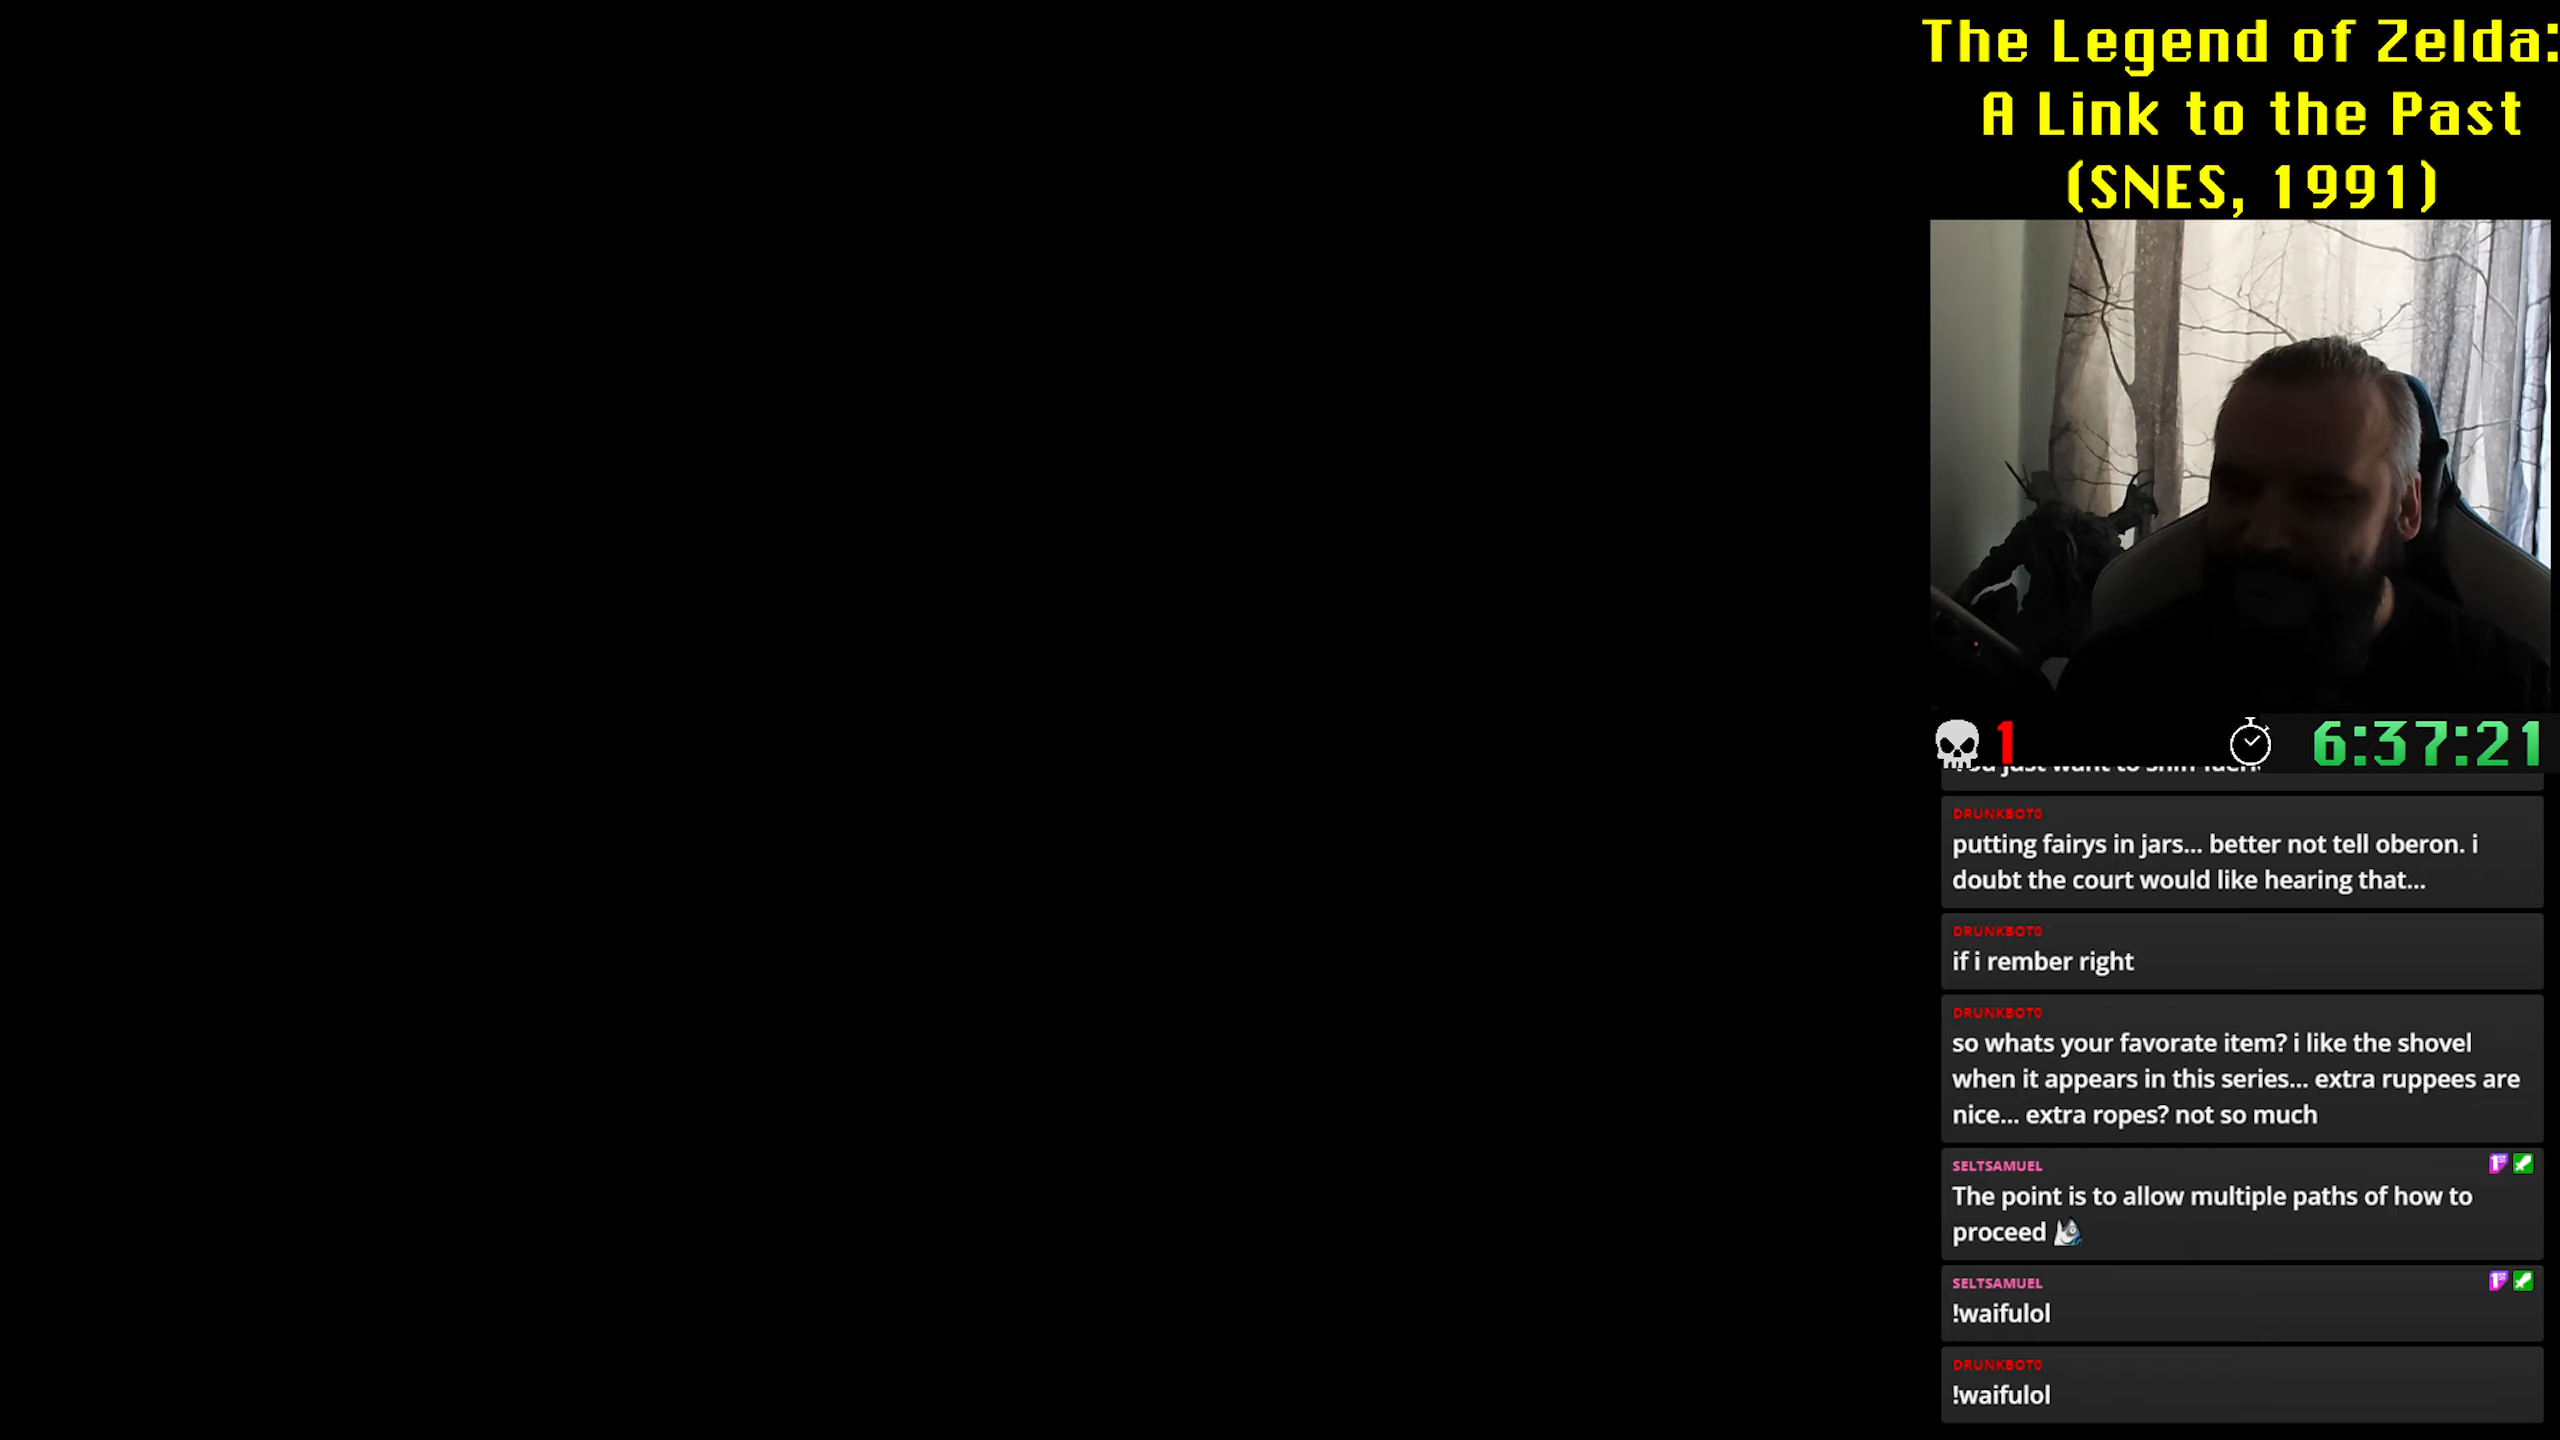 The Legend of Zelda:
A Link to the Past
(SNES, 1991)
1
6:37:21
DRUNKBOT0
putting fairys in jars... better not tell oberon. i
doubt the court would like hearing that...
DRUNKBOT0
if i rember right
DRUNKBOT0
so whats your favorate item? i like the shovel
when it appears in this series... extra ruppees are
nice... extra ropes? not so much
SELTSAMUEL
The point is to allow multiple paths of how to
proceed
SELTSAMUEL
!waifulol
DRUNKBOT0
!waifulol